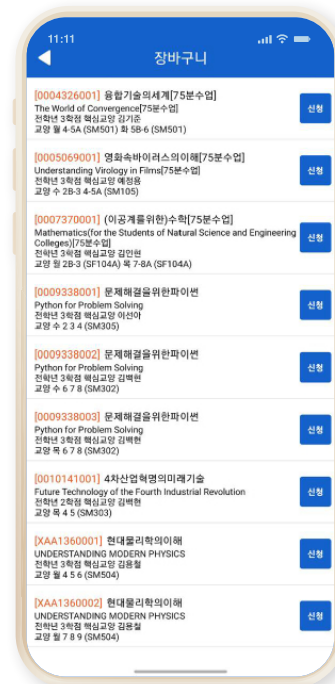 11:11
장바구니
[0004326001] 융합기술의세계[75분수업]
The World of Convergence[75분수업]
전학년 3학점 핵심교양 김기준
교양 월 4-5A (SM501) 화 5B-6 (SM501)
신청
[0005069001] 영화속바이러스의이해[75분수업]
Understanding Virology in Films[75분수업]
전학년 3학점 핵심교양 예정용
교양 수 2B-3 4-5A (SM105)
신청
[0007370001] (이공계를위한)수학[75분수업]
Mathematics(for the Students of Natural Science and Engineering
Colleges)[75분수업]
전학년 3학점 핵심교양 김인현
교양 월 2B-3 (SF104A) 목 7-8A (SF104A)
신청
[0009338001] 문제해결을위한파이썬
Python for Problem Solving
전학년 3학점 핵심교양 이선아
교양 수 2 3 4 (SM305)
신청
[0009338002] 문제해결을위한파이썬
Python for Problem Solving
전학년 3학점 핵심교양 김백현
교양 수 6 7 8 (SM302)
신청
[0009338003] 문제해결을위한파이썬
Python for Problem Solving
전학년 3학점 핵심교양 김백현
교양 목 6 7 8 (SM302)
신청
[0010141001] 4차산업혁명의미래기술
Future Technology of the Fourth Industrial Revolution
전학년 2학점 핵심교양 김백현
교양 목 4 5 (SM303)
신청
[XAA1360001] 현대물리학의이해
UNDERSTANDING MODERN PHYSICS
전학년 3학점 핵심교양 김용철
교양 월 4 5 6 (SM504)
신청
[XAA1360002] 현대물리학의이해
UNDERSTANDING MODERN PHYSICS
전학년 3학점 핵심교양 김용철
교양 월 7 8 9 (SM504)
신청